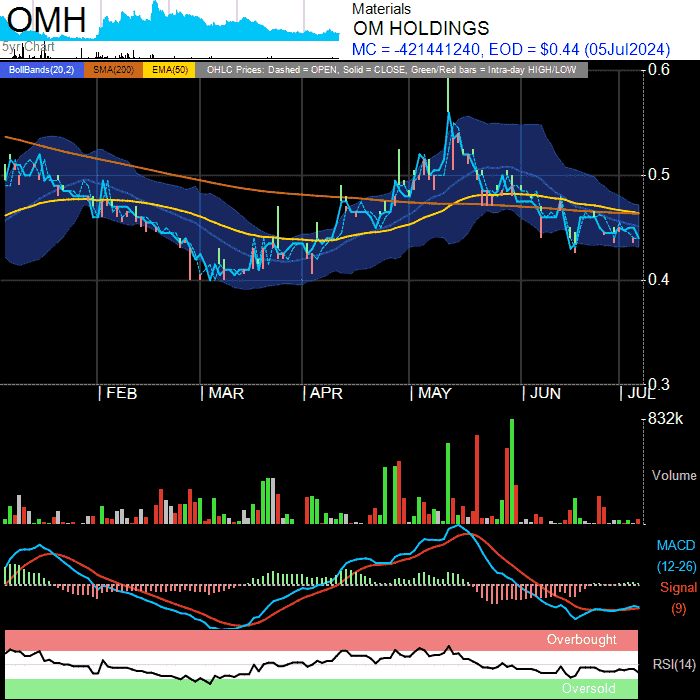 OMH
5yr Chart
Materials
OM HOLDINGS
MC = -421441240, EOD = $0.44 (05Jul2024)
BollBands(20,2) SMA(200) EMA(50) OHLC Prices: Dashed = OPEN, Solid = CLOSE, Green/Red bars = Intra-day HIGH/LOW
0.6
0.5
0.4
0.3
FEB MAR APR MAY JUN JUL
832k
Volume
MACD
(12-26)
Signal
(9)
Overbought
RSI(14)
Oversold